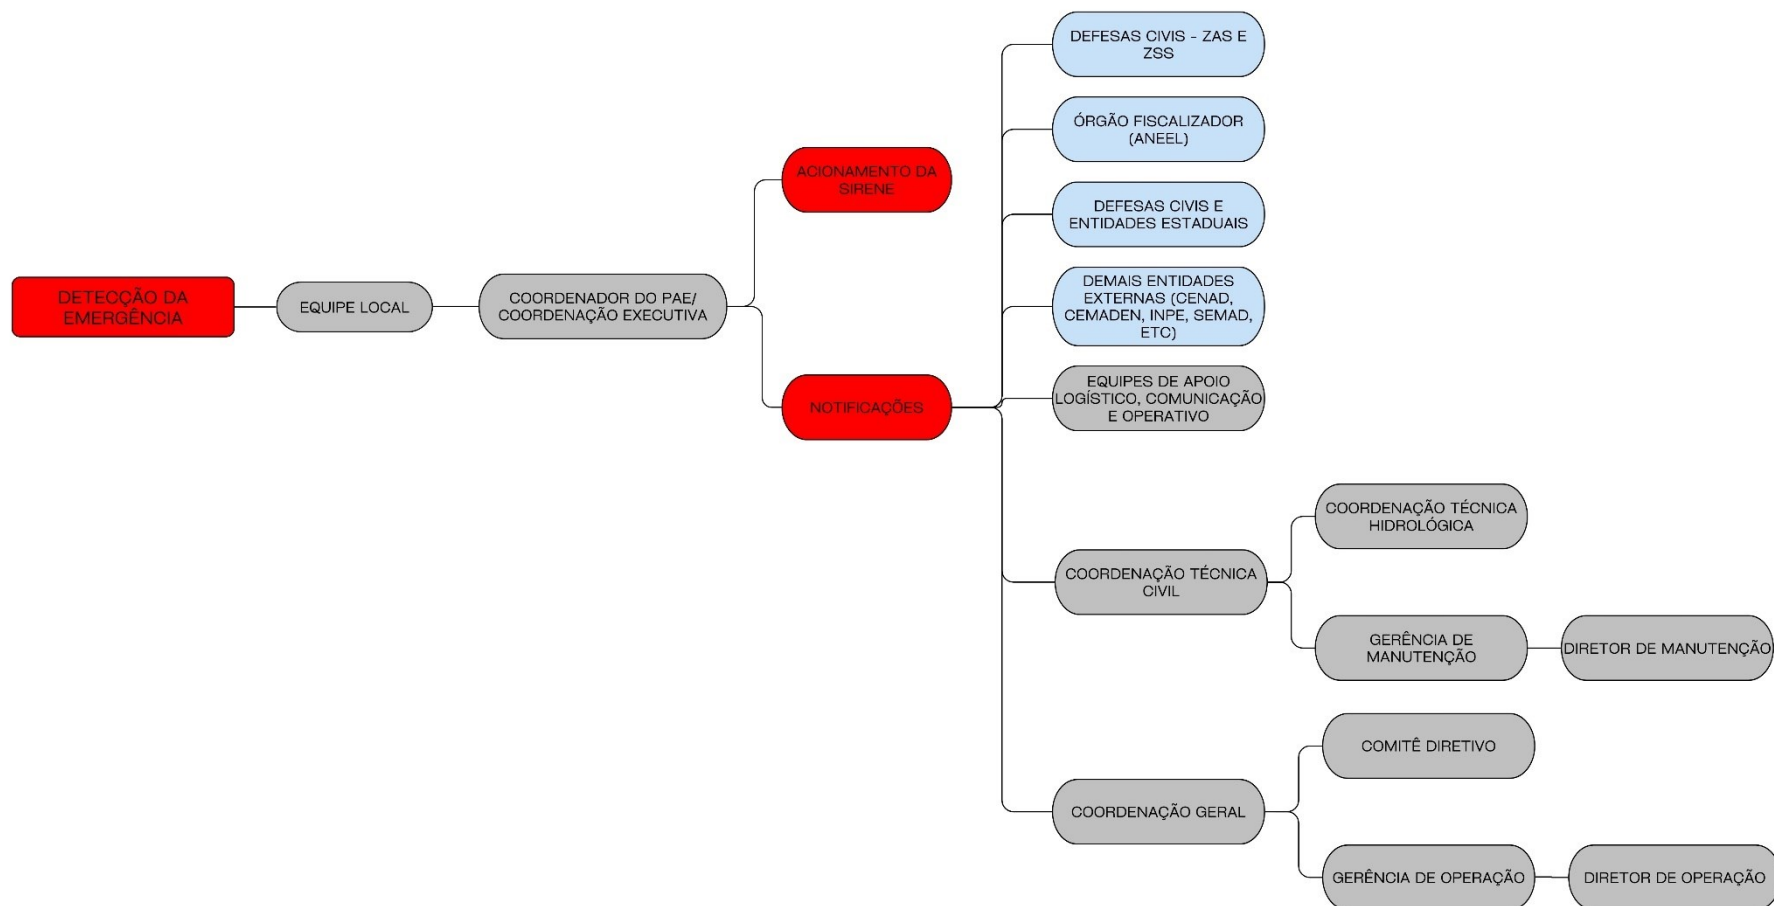 DETECÇÃO DA
EMERGÊNCIA
EQUIPE LOCAL
COORDENADOR DO PAE/
COORDENAÇÃO EXECUTIVA
ACIONAMENTO DA
SIRENE
NOTIFICAÇÕES
DEFESAS CIVIS - ZAS E
ZSS
ÓRGÃO FISCALIZADOR
(ANEEL)
DEFESAS CIVIS E
ENTIDADES ESTADUAIS
DEMAIS ENTIDADES
EXTERNAS (CENAD,
CEMADEN, INPE, SEMAD,
ETC)
EQUIPES DE APOIO
LOGÍSTICO, COMUNICAÇÃO
E OPERATIVO
COORDENAÇÃO TÉCNICA
CIVIL
COORDENAÇÃO TÉCNICA
HIDROLÓGICA
GERÊNCIA DE
MANUTENÇÃO
DIRETOR DE MANUTENÇÃO
COORDENAÇÃO GERAL
COMITÊ DIRETIVO
GERÊNCIA DE OPERAÇÃO
DIRETOR DE OPERAÇÃO